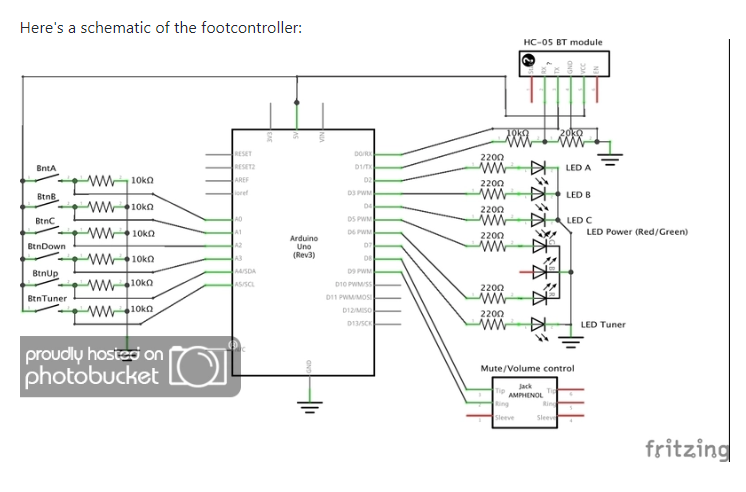 Here's a schematic of the footcontroller:
HC-05 BT module
RX
TX
GND
VCC
EN
10kΩ
20kΩ
3V3
5V
VIN
RESET
RESET2
AREF
ioref
A0
A1
A2
A3
A4/SDA
A5/SCL
N/C
Arduino
Uno
(Rev3)
D0/RX
D1/TX
D2
D3 PWM
D4
D5 PWM
D6 PWM
D7
D8
D9 PWM
D10 PWM/SS
D11 PWM/MOSI
D12/MISO
D13/SCK
GND
BntA
10kΩ
BtnB
10kΩ
BtnC
10kΩ
BtnDown
10kΩ
BtnUp
10kΩ
BtnTuner
10kΩ
220Ω
LED A
220Ω
LED B
220Ω
LED C
220Ω
LED Power (Red/Green)
220Ω
220Ω
LED Tuner
Mute/Volume control
Jack
AMPHENOL
Tip
Ring
Sleeve
Tip
Ring
Sleeve
proudly hosted on
photobucket
fritzing